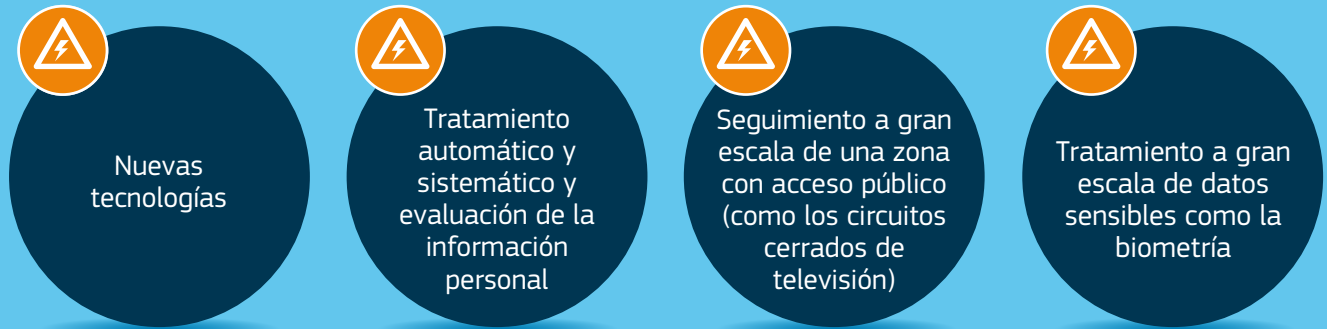 Nuevas
tecnologías
Tratamiento
automático y
sistemático y
evaluación de la
información
personal
Seguimiento a gran
escala de una zona
con acceso público
(como los circuitos
cerrados de
televisión)
Tratamiento a gran
escala de datos
sensibles como la
biometría